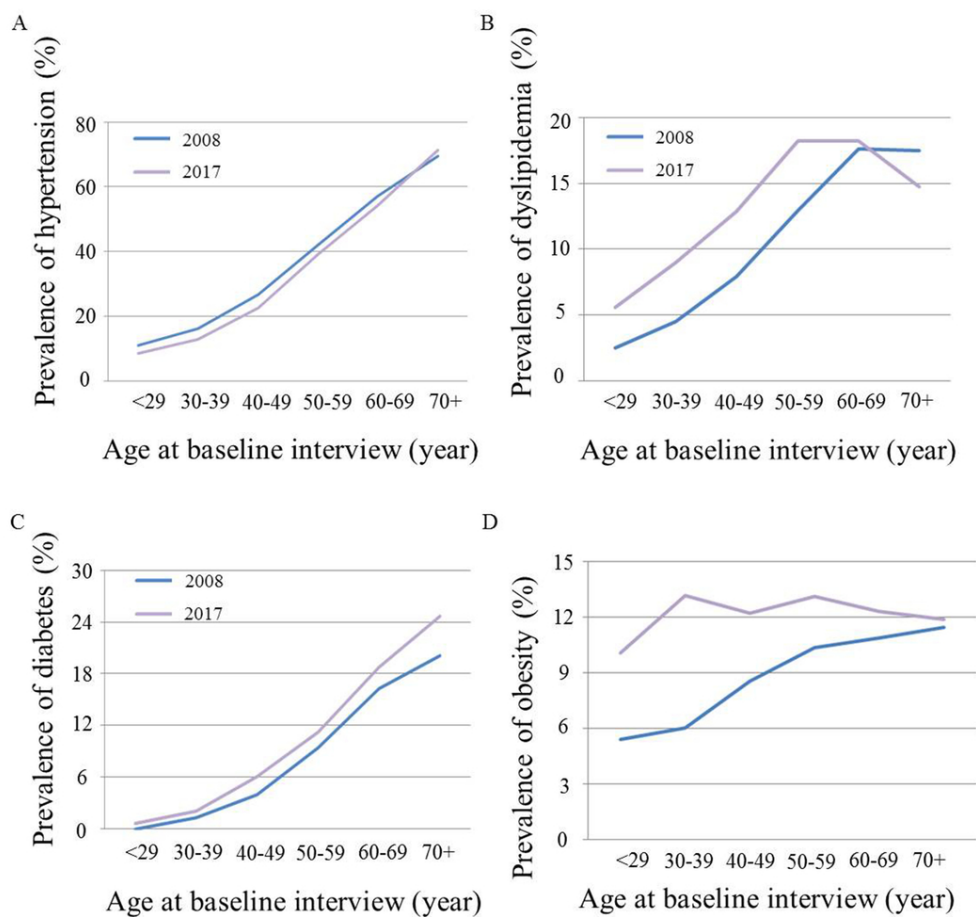 A
Prevalence of hypertension (%)
80
60
40
20
0
2008
2017
<29 30-39 40-49 50-59 60-69 70+
Age at baseline interview (year)
B
Prevalence of dyslipidemia (%)
20
15
10
5
0
2008
2017
<29 30-39 40-49 50-59 60-69 70+
Age at baseline interview (year)
C
Prevalence of diabetes (%)
30
24
18
12
6
0
2008
2017
<29 30-39 40-49 50-59 60-69 70+
Age at baseline interview (year)
D
Prevalence of obesity (%)
15
12
9
6
3
0
<29 30-39 40-49 50-59 60-69 70+
Age at baseline interview (year)